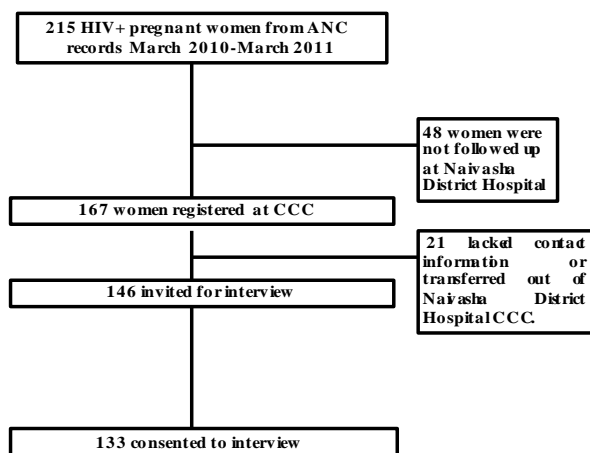 215 HIV+ pregnant women from ANC
records March 2010-March 2011
48 women were
not followed up
at Naivasha
District Hospital
167 women registered at CCC
21 lacked contact
information or
transferred out of
Naivasha District
Hospital CCC.
146 invited for interview
133 consented to interview